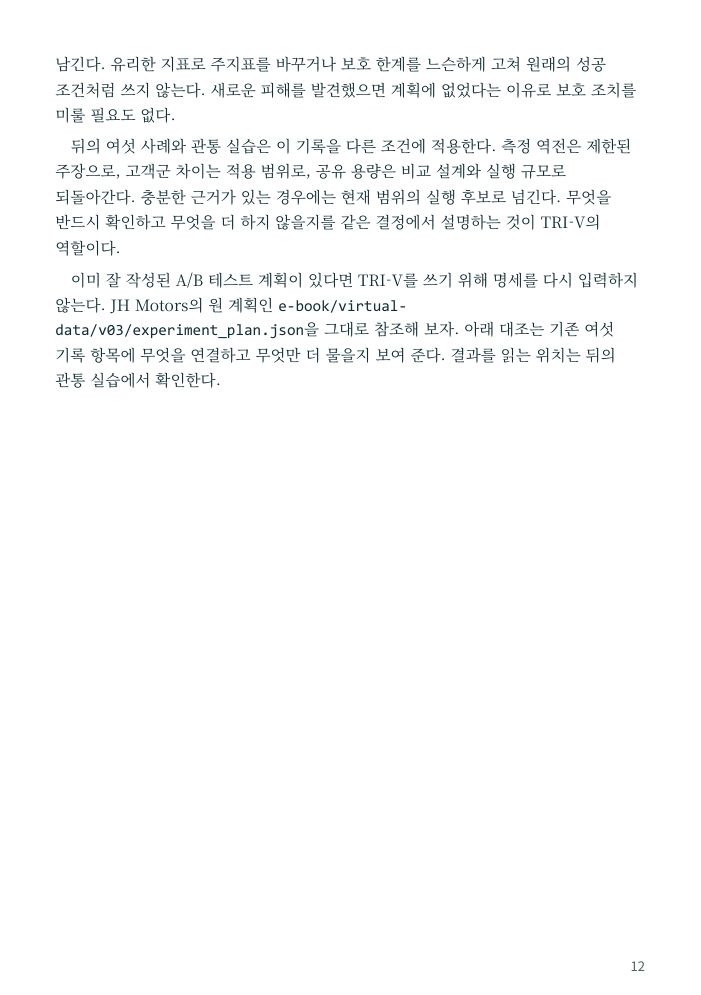 남긴다. 유리한 지표로 주지표를 바꾸거나 보호 한계를 느슨하게 고쳐 원래의 성공
조건처럼 쓰지 않는다. 새로운 피해를 발견했으면 계획에 없었다는 이유로 보호 조치를
미룰 필요도 없다.
뒤의 여섯 사례와 관통 실습은 이 기록을 다른 조건에 적용한다. 측정 역전은 제한된
주장으로, 고객군 차이는 적용 범위로, 공유 용량은 비교 설계와 실행 규모로
되돌아간다. 충분한 근거가 있는 경우에는 현재 범위의 실행 후보로 넘긴다. 무엇을
반드시 확인하고 무엇을 더 하지 않을지를 같은 결정에서 설명하는 것이 TRI-V의
역할이다.
이미 잘 작성된 A/B 테스트 계획이 있다면 TRI-V를 쓰기 위해 명세를 다시 입력하지
않는다. JH Motors의 원 계획인 e-book/virtual-
data/v03/experiment_plan.json을 그대로 참조해 보자. 아래 대조는 기존 여섯
기록 항목에 무엇을 연결하고 무엇만 더 물을지 보여 준다. 결과를 읽는 위치는 뒤의
관통 실습에서 확인한다.
12